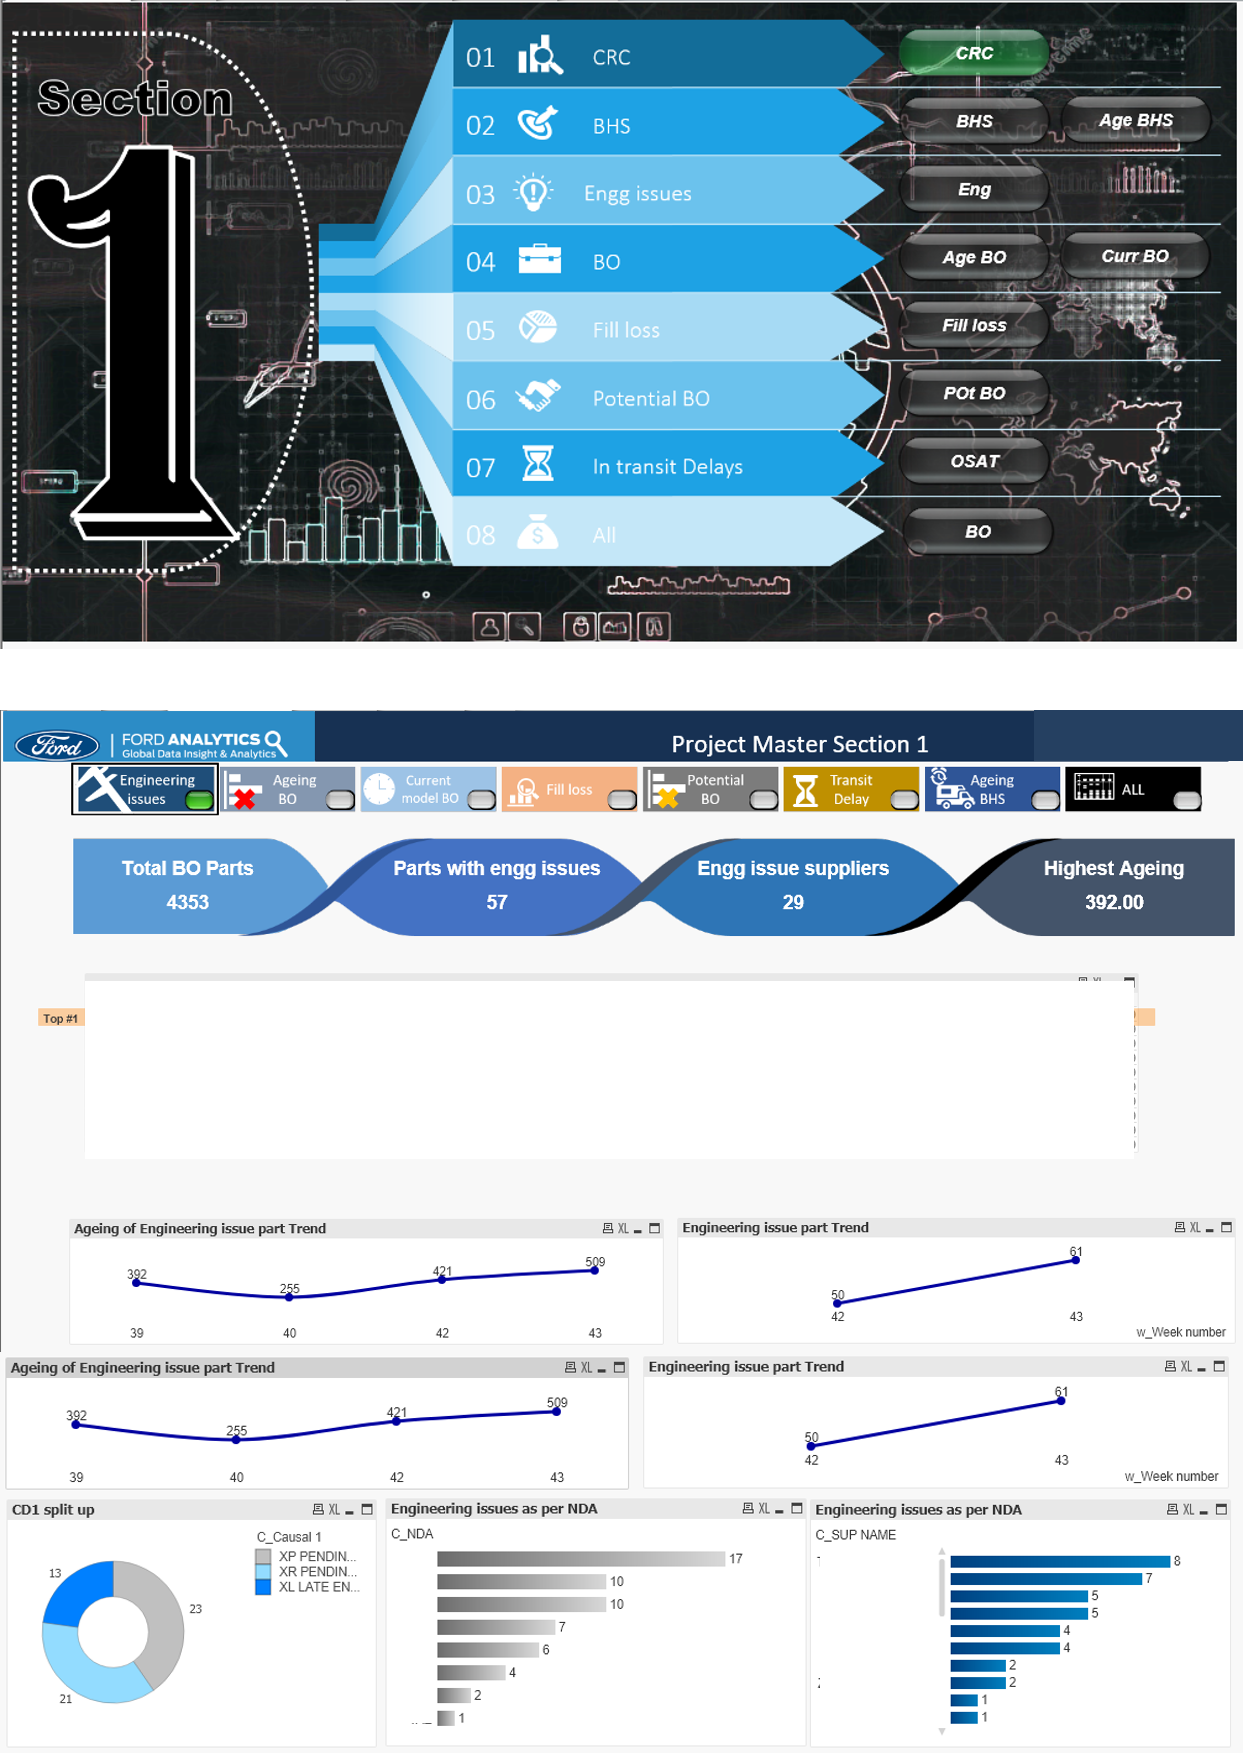 Section
1
01 CRC
CRC
02 BHS
BHS
Age BHS
03 Engg issues
Eng
04 BO
Age BO
Curr BO
05 Fill loss
Fill loss
06 Potential BO
POt BO
07 In transit Delays
OSAT
08 All
BO
Ford
FORD ANALYTICS
Global Data Insight & Analytics
Project Master Section 1
Engineering
issues
Ageing
BO
Current
model BO
Fill loss
Potential
BO
Transit
Delay
Ageing
BHS
ALL
Total BO Parts
4353
Parts with engg issues
57
Engg issue suppliers
29
Highest Ageing
392.00
Top #1
Ageing of Engineering issue part Trend
XL
392
255
421
509
39
40
42
43
Engineering issue part Trend
XL
50
61
42
43
w_Week number
Ageing of Engineering issue part Trend
XL
392
255
421
509
39
40
42
43
Engineering issue part Trend
XL
50
61
42
43
w_Week number
CD1 split up
XL
C_Causal 1
XP PENDIN...
XR PENDIN...
XL LATE EN...
13
23
21
Engineering issues as per NDA
XL
C_NDA
17
10
10
7
6
4
2
1
Engineering issues as per NDA
XL
C_SUP NAME
8
7
5
5
4
4
2
2
1
1